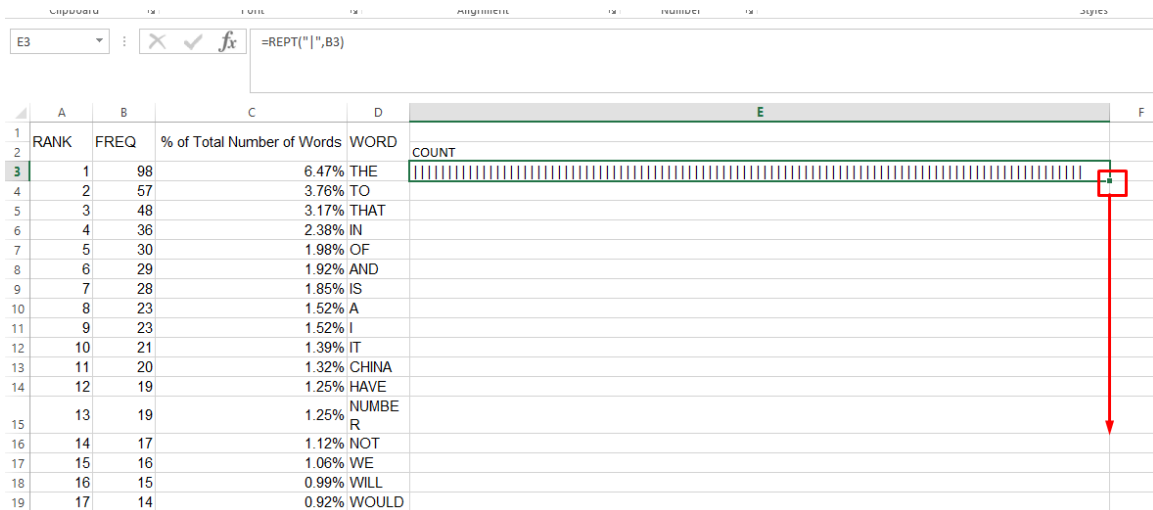 Clipboard Font Alignment Number Styles
E3 fx =REPT("|",B3)
A B C D E F
1 RANK FREQ % of Total Number of Words WORD
2 COUNT
3 1 98 6.47% THE ||||||||||||||||||||||||||||||||||||||||||||||||||||||||||||||||||||||||||||||||||||||||||||||||||
4 2 57 3.76% TO
5 3 48 3.17% THAT
6 4 36 2.38% IN
7 5 30 1.98% OF
8 6 29 1.92% AND
9 7 28 1.85% IS
10 8 23 1.52% A
11 9 23 1.52% I
12 10 21 1.39% IT
13 11 20 1.32% CHINA
14 12 19 1.25% HAVE
15 13 19 1.25% NUMBE
R
16 14 17 1.12% NOT
17 15 16 1.06% WE
18 16 15 0.99% WILL
19 17 14 0.92% WOULD